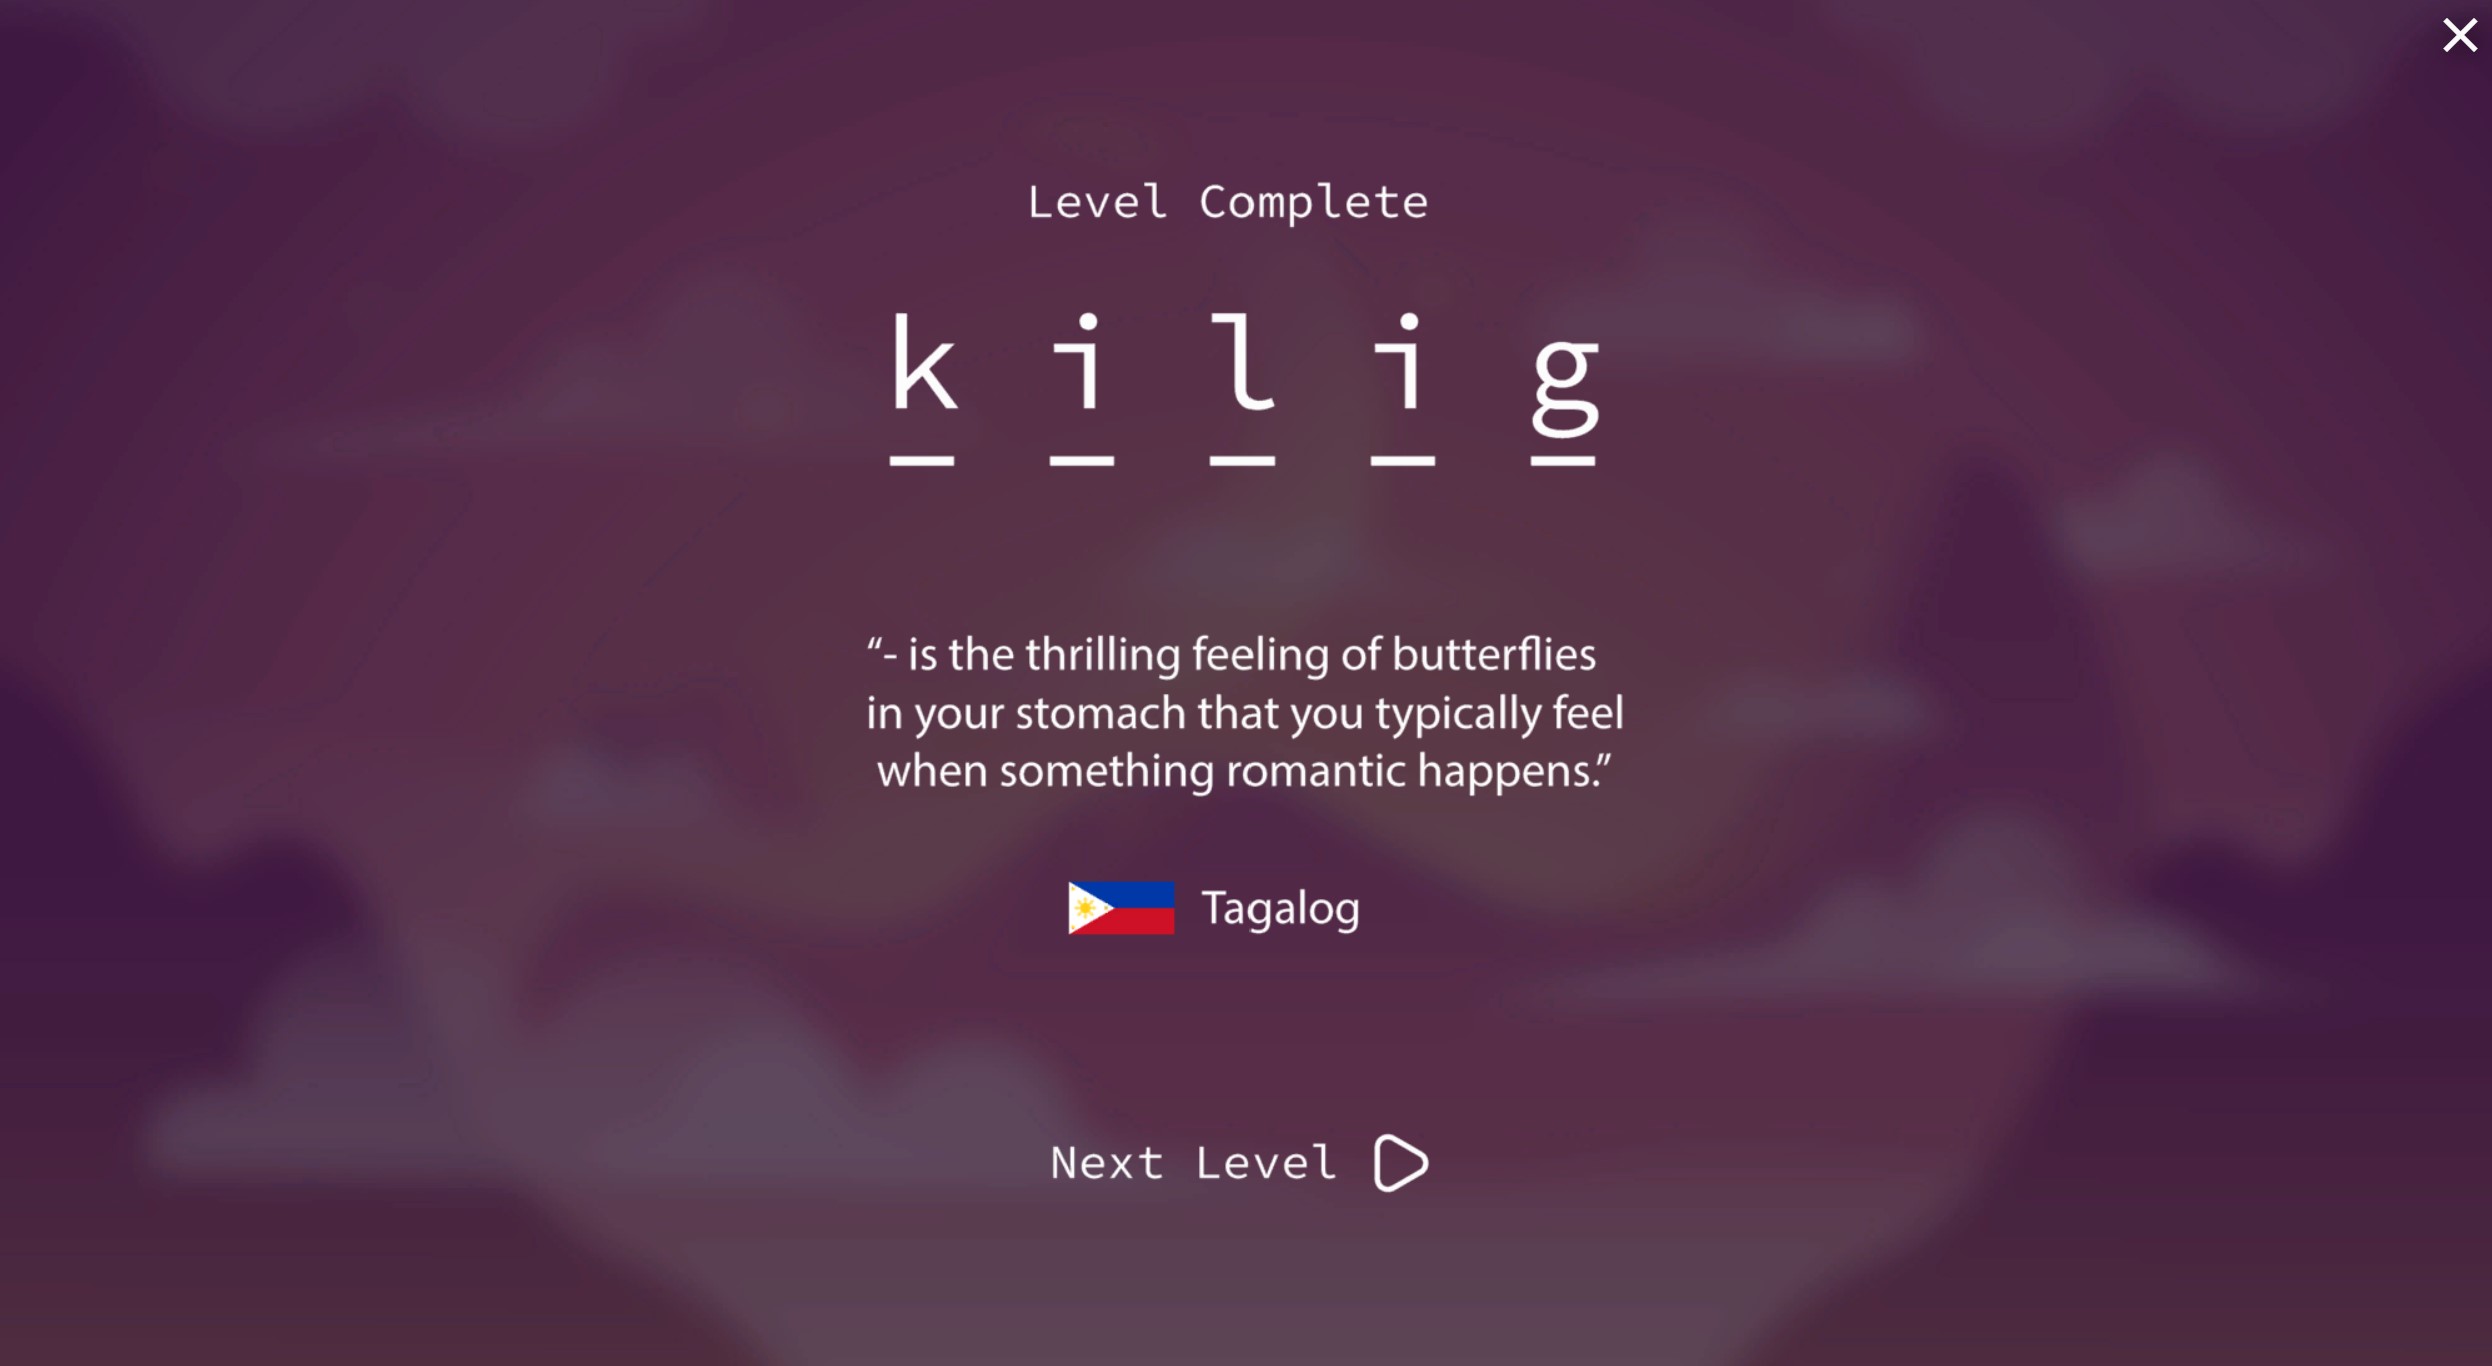 Level Complete
kilig
“- is the thrilling feeling of butterflies
in your stomach that you typically feel
when something romantic happens.”
Tagalog
Next Level